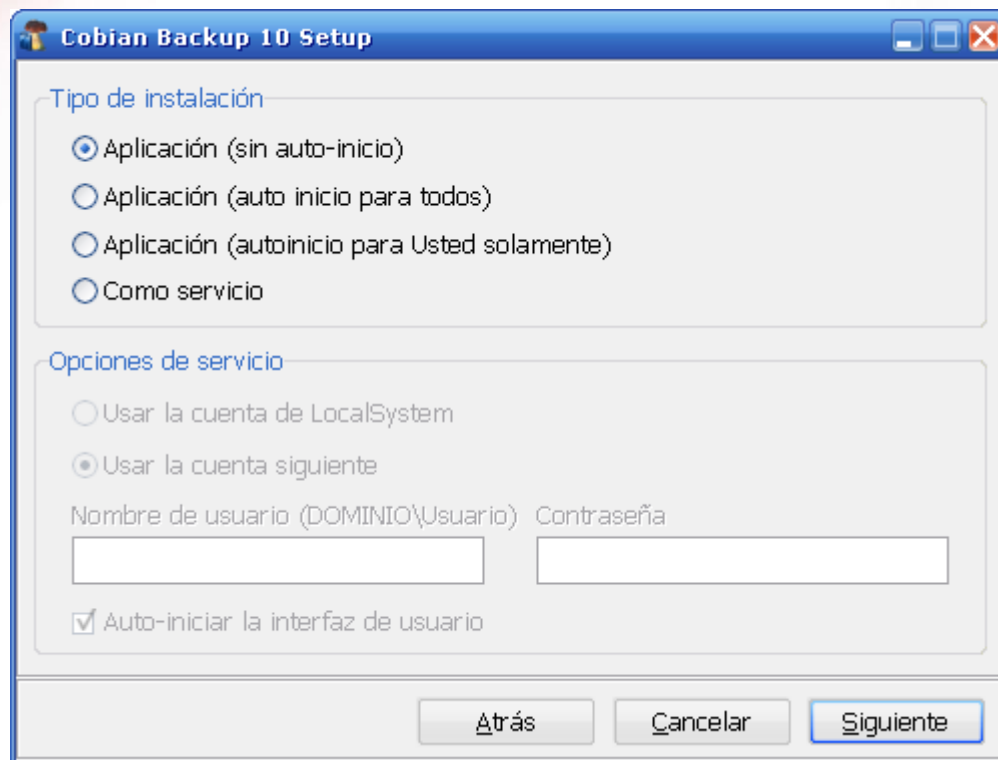 Cobian Backup 10 Setup
Tipo de instalación
Aplicación (sin auto-inicio)
Aplicación (auto inicio para todos)
Aplicación (autoinicio para Usted solamente)
Como servicio
Opciones de servicio
Usar la cuenta de LocalSystem
Usar la cuenta siguiente
Nombre de usuario (DOMINIO\Usuario) Contraseña
Auto-iniciar la interfaz de usuario
Atrás Cancelar Siguiente